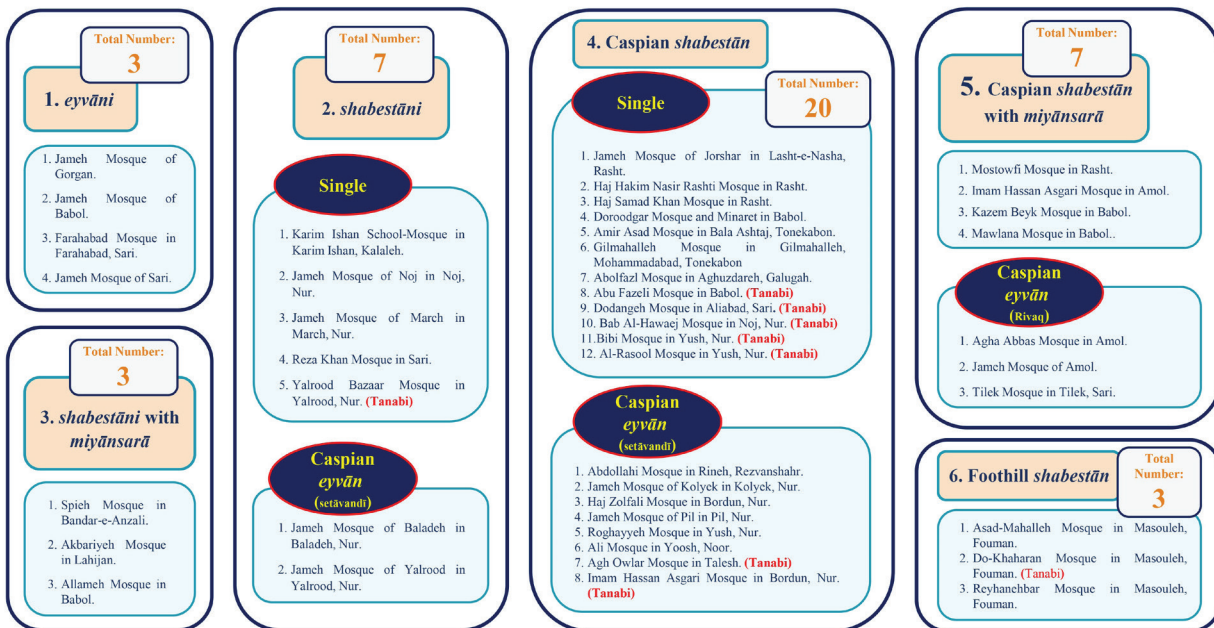 Total Number:
3
1. eyvāni
1. Jameh Mosque of
Gorgan.
2. Jameh Mosque of
Babol.
3. Farahabad Mosque in
Farahabad, Sari.
4. Jameh Mosque of Sari.
Total Number:
3
3. shabestāni with
miyānsarā
1. Spieh Mosque in
Bandar-e-Anzali.
2. Akbariyeh Mosque
in Lahijan.
3. Allameh Mosque in
Babol.
Total Number:
7
2. shabestāni
Single
1. Karim Ishan School-Mosque in
Karim Ishan, Kalaleh.
2. Jameh Mosque of Noj in Noj,
Nur.
3. Jameh Mosque of March in
March, Nur.
4. Reza Khan Mosque in Sari.
5. Yalrood Bazaar Mosque in
Yalrood, Nur. (Tanabi)
Caspian
eyvān
(setāvandī)
1. Jameh Mosque of Baladeh in
Baladeh, Nur.
2. Jameh Mosque of Yalrood in
Yalrood, Nur.
4. Caspian shabestān
Single
Total Number:
20
1. Jameh Mosque of Jorshar in Lasht-e-Nasha,
Rasht.
2. Haj Hakim Nasir Rashti Mosque in Rasht.
3. Haj Samad Khan Mosque in Rasht.
4. Doroodgar Mosque and Minaret in Babol.
5. Amir Asad Mosque in Bala Ashtaj, Tonekabon.
6. Gilmahalleh Mosque in Gilmahalleh,
Mohammadabad, Tonekabon
7. Abolfazl Mosque in Aghuzdareh, Galugah.
8. Abu Fazeli Mosque in Babol. (Tanabi)
9. Dodangeh Mosque in Aliabad, Sari. (Tanabi)
10. Bab Al-Hawaej Mosque in Noj, Nur. (Tanabi)
11.Bibi Mosque in Yush, Nur. (Tanabi)
12. Al-Rasool Mosque in Yush, Nur. (Tanabi)
Caspian
eyvān
(setāvandī)
1. Abdollahi Mosque in Rineh, Rezvanshahr.
2. Jameh Mosque of Kolyek in Kolyek, Nur.
3. Haj Zolfali Mosque in Bordun, Nur.
4. Jameh Mosque of Pil in Pil, Nur.
5. Roghayyeh Mosque in Yush, Nur.
6. Ali Mosque in Yoosh, Noor.
7. Agh Owlar Mosque in Talesh. (Tanabi)
8. Imam Hassan Asgari Mosque in Bordun, Nur.
(Tanabi)
Total Number:
7
5. Caspian shabestān
with miyānsarā
1. Mostowfi Mosque in Rasht.
2. Imam Hassan Asgari Mosque in Amol.
3. Kazem Beyk Mosque in Babol.
4. Mawlana Mosque in Babol..
Caspian
eyvān
(Rivaq)
1. Agha Abbas Mosque in Amol.
2. Jameh Mosque of Amol.
3. Tilek Mosque in Tilek, Sari.
6. Foothill shabestān
Total
Number:
3
1. Asad-Mahalleh Mosque in Masouleh,
Fouman.
2. Do-Khaharan Mosque in Masouleh,
Fouman. (Tanabi)
3. Reyhanehbar Mosque in Masouleh,
Fouman.